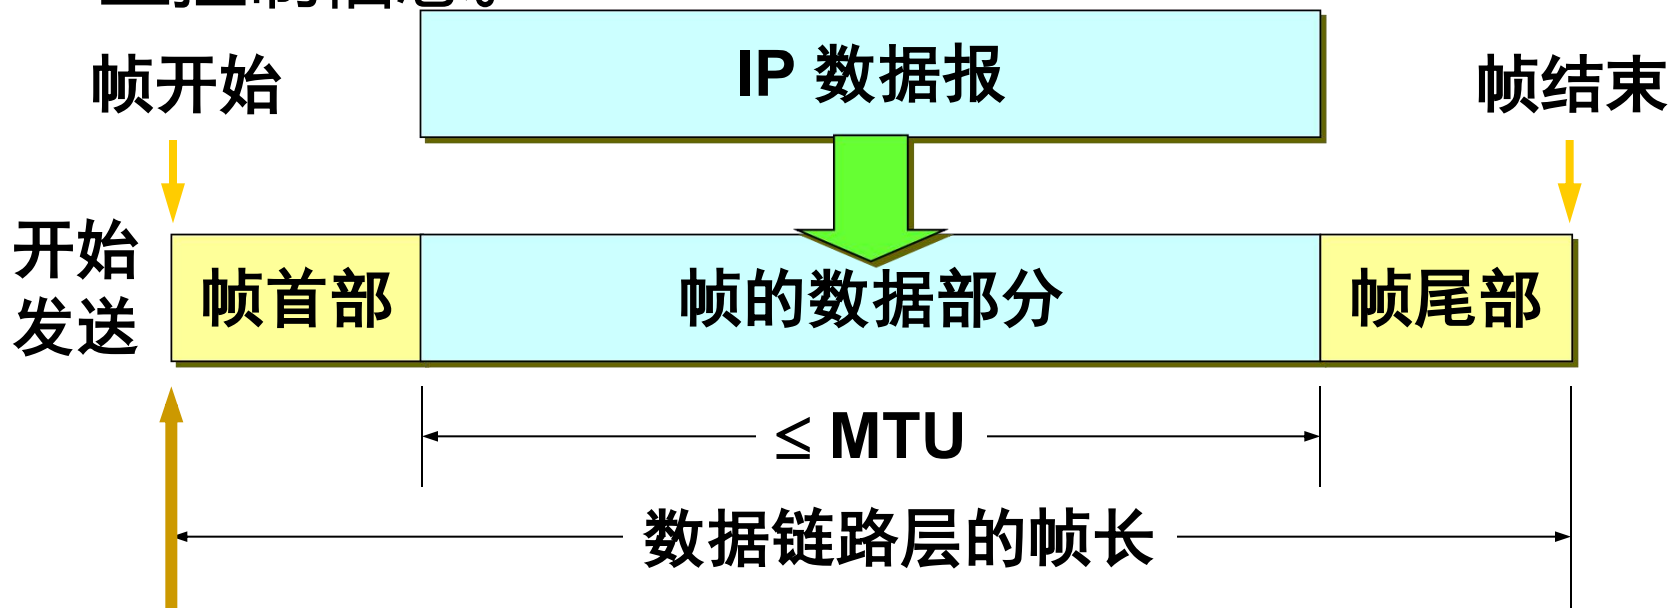 IP 数据报
帧开始
帧结束
开始
发送
帧首部
帧的数据部分
帧尾部
≤ MTU
数据链路层的帧长